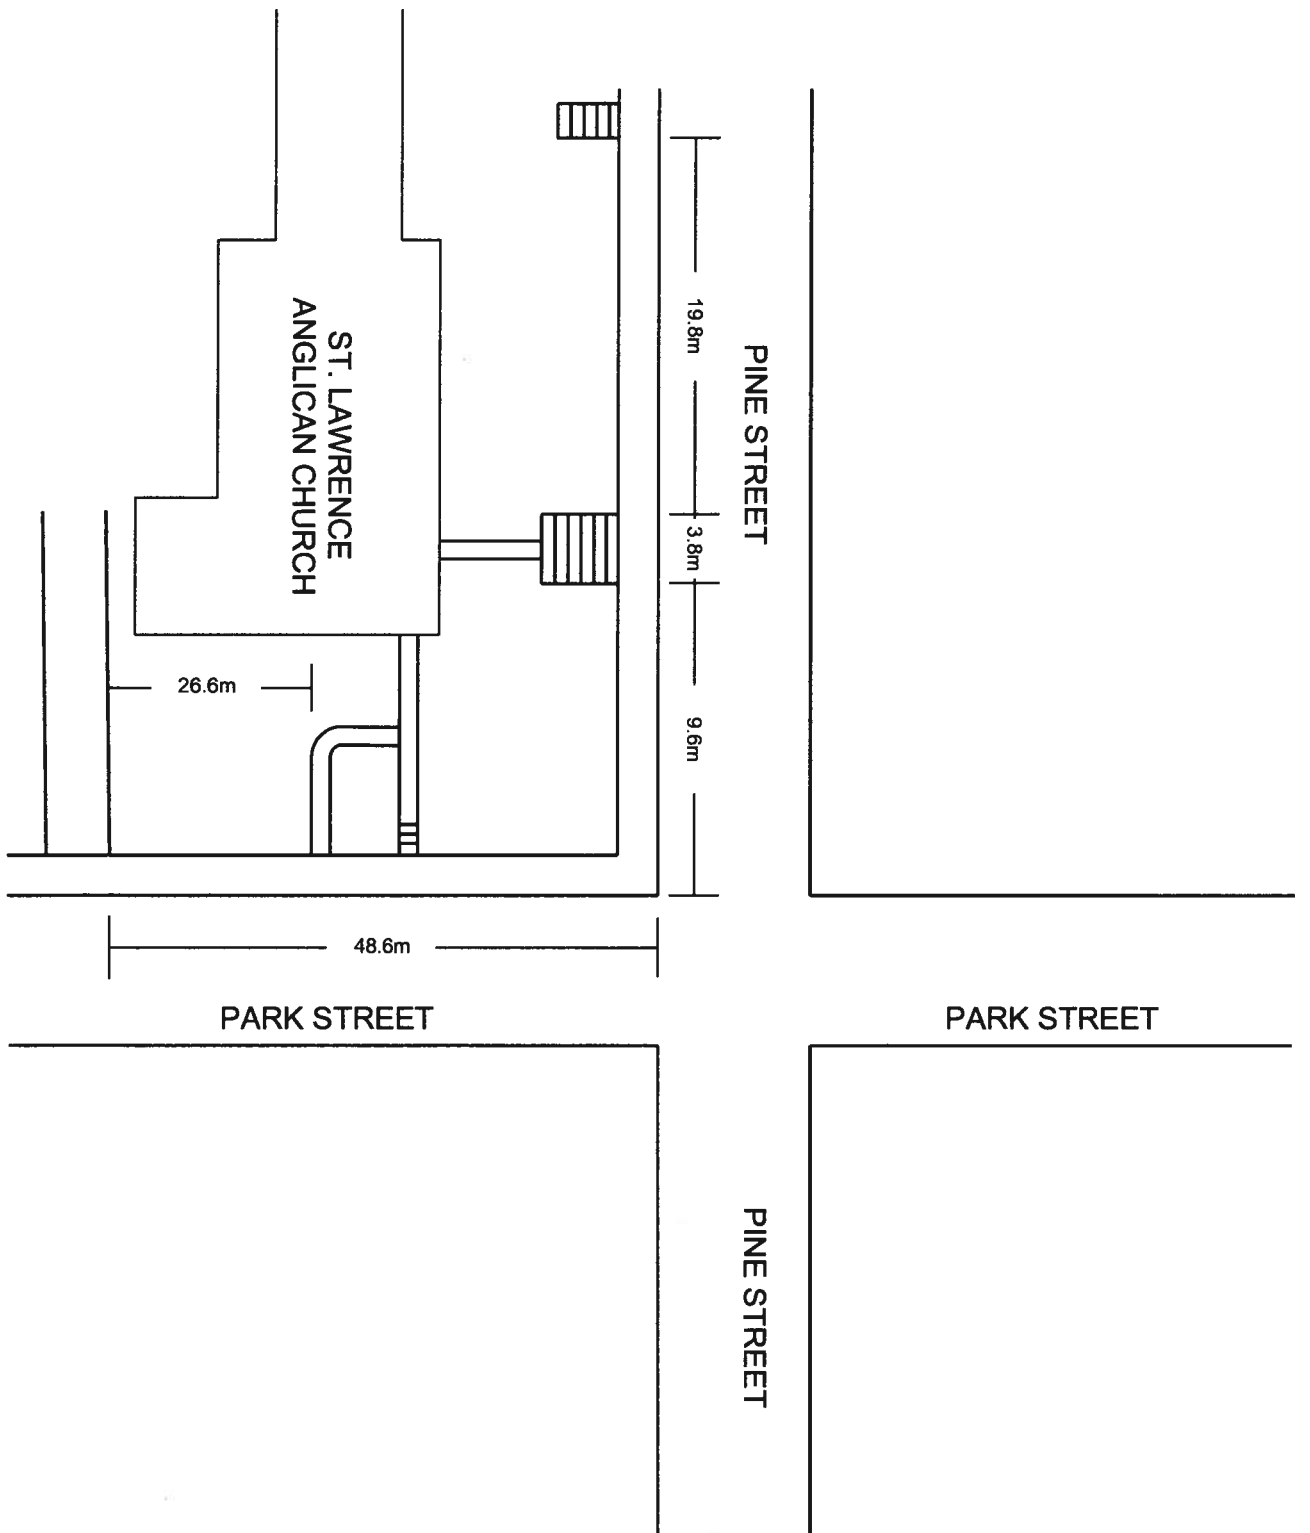 19.8m
PINE STREET
ST. LAWRENCE
ANGLICAN CHURCH
3.8m
26.6m
9.6m
48.6m
PARK STREET
PARK STREET
PINE STREET